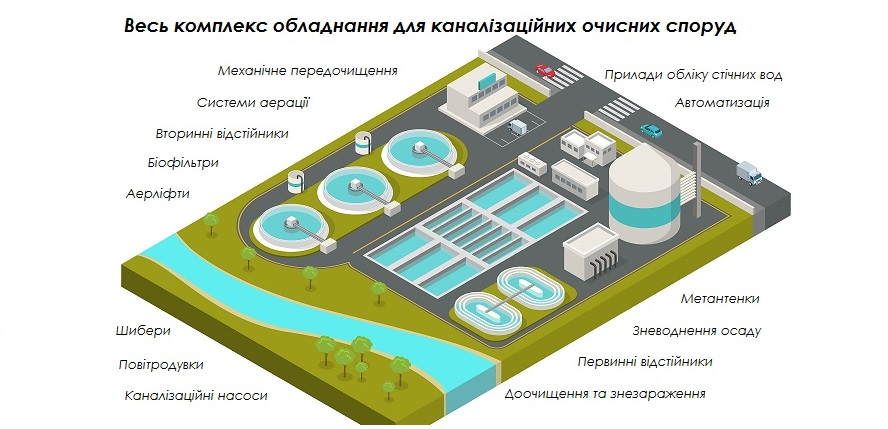 Весь комплекс обладнання для каналізаційних очисних споруд
Механічне передочищення
Системи аерації
Вторинні відстійники
Біофільтри
Аерліфти
Прилади обліку стічних вод
Автоматизація
Шибери
Повітродувки
Каналізаційні насоси
Метантенки
Зневоднення осаду
Первинні відстійники
Доочищення та знезараження